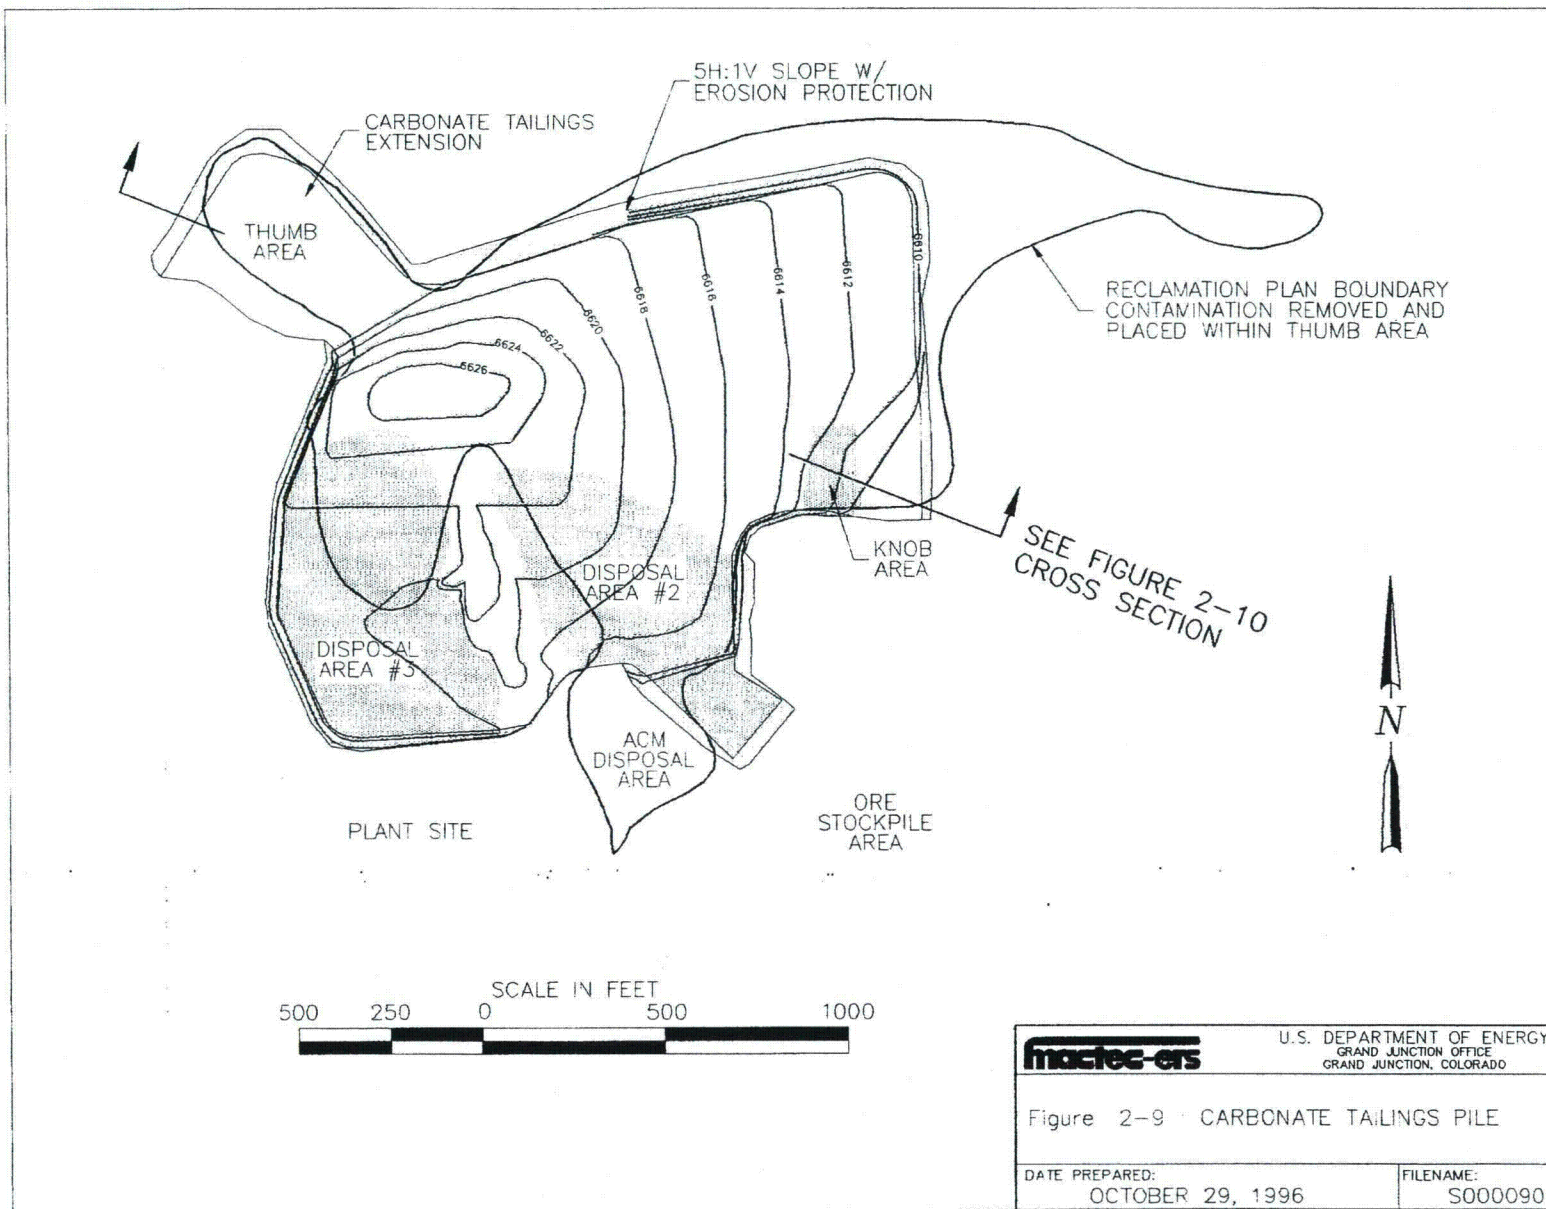 5H:1V SLOPE W/
EROSION PROTECTION
CARBONATE TAILINGS
EXTENSION
THUMB
AREA
6610
6612
6614
6616
6618
6620
6622
6624
6626
RECLAMATION PLAN BOUNDARY
CONTAMINATION REMOVED AND
PLACED WITHIN THUMB AREA
KNOB
AREA
SEE FIGURE 2-10
CROSS SECTION
DISPOSAL
AREA #2
DISPOSAL
AREA #3
ACM
DISPOSAL
AREA
ORE
STOCKPILE
AREA
PLANT SITE
N
SCALE IN FEET
500 250 0 500 1000
mactec-ers
U.S. DEPARTMENT OF ENERGY
GRAND JUNCTION OFFICE
GRAND JUNCTION, COLORADO
Figure 2-9 CARBONATE TAILINGS PILE
DATE PREPARED:
OCTOBER 29, 1996
FILENAME:
S000090